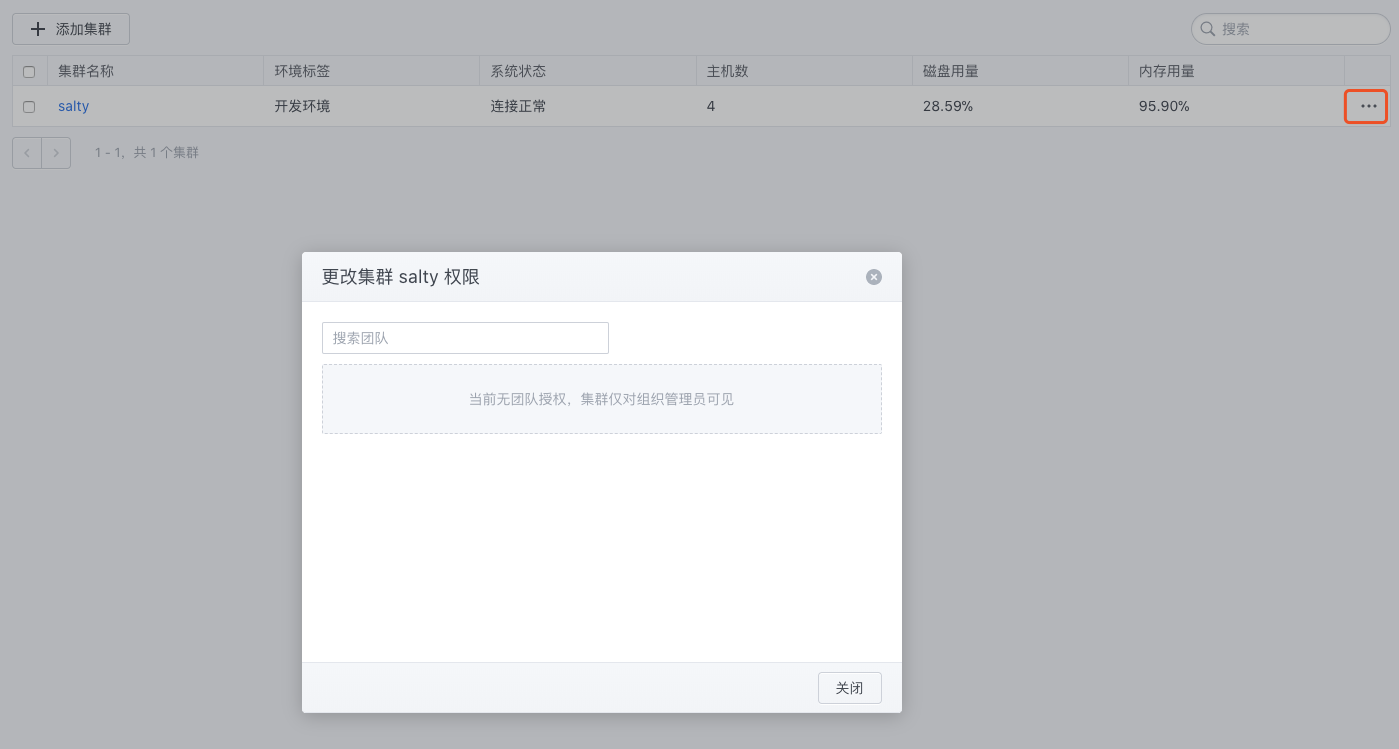 添加集群
搜索
集群名称 环境标签 系统状态 主机数 磁盘用量 内存用量
salty 开发环境 连接正常 4 28.59% 95.90%
1 - 1，共 1 个集群
更改集群 salty 权限
搜索团队
当前无团队授权，集群仅对组织管理员可见
关闭